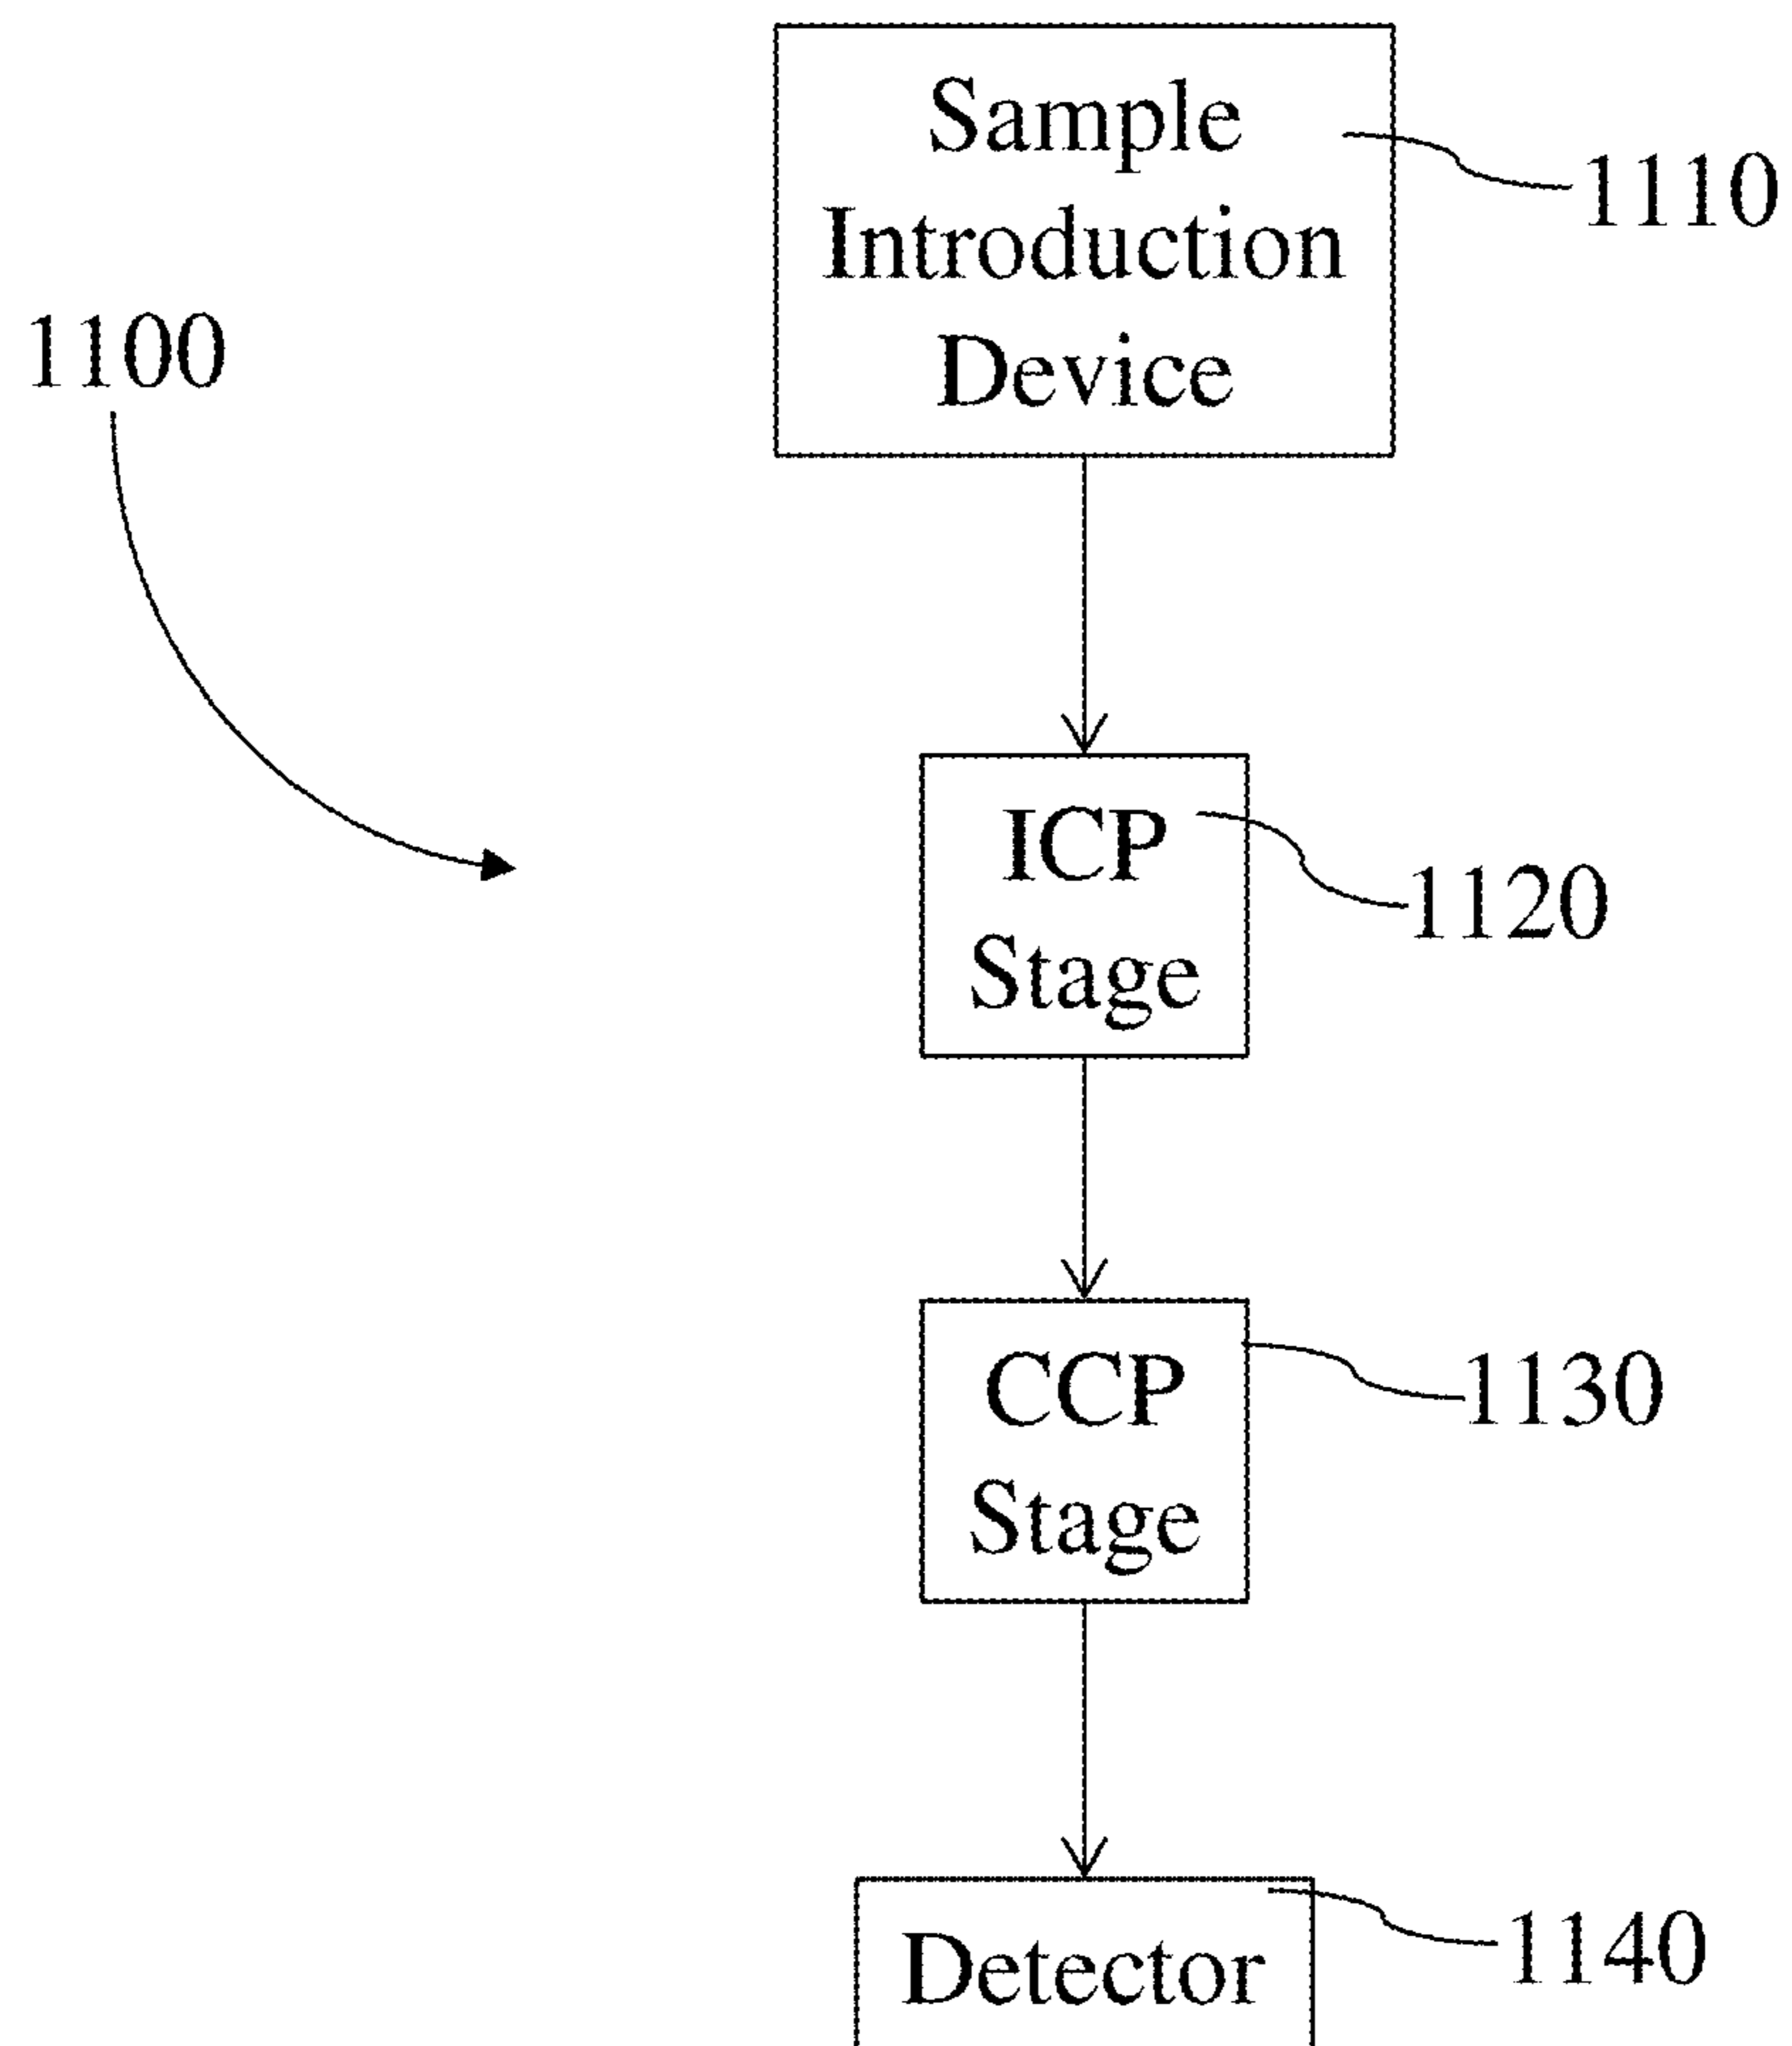 Sample
Introduction
Device
1110
1100
ICP
Stage
1120
CCP
Stage
1130
Detector
1140